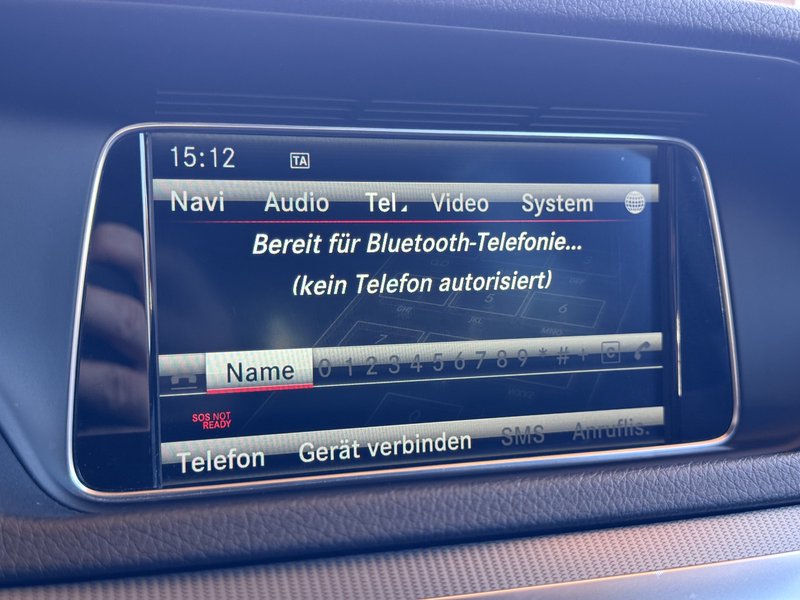 15:12 TA
Navi Audio Tel Video System
Bereit für Bluetooth-Telefonie...
(kein Telefon autorisiert)
Name 0 1 2 3 4 5 6 7 8 9 * # + C
SOS NOT
READY
Telefon Gerät verbinden SMS Anruflis.